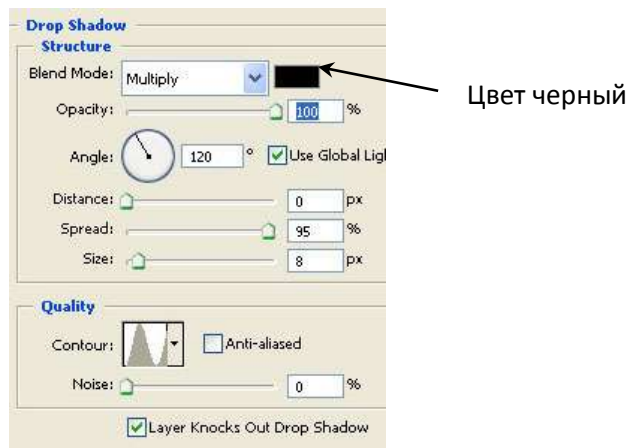 Drop Shadow
Structure
Blend Mode: Multiply
Цвет черный
Opacity: 100 %
Angle: 120 ° Use Global Ligh
Distance: 0 px
Spread: 95 %
Size: 8 px
Quality
Contour: Anti-aliased
Noise: 0 %
Layer Knocks Out Drop Shadow